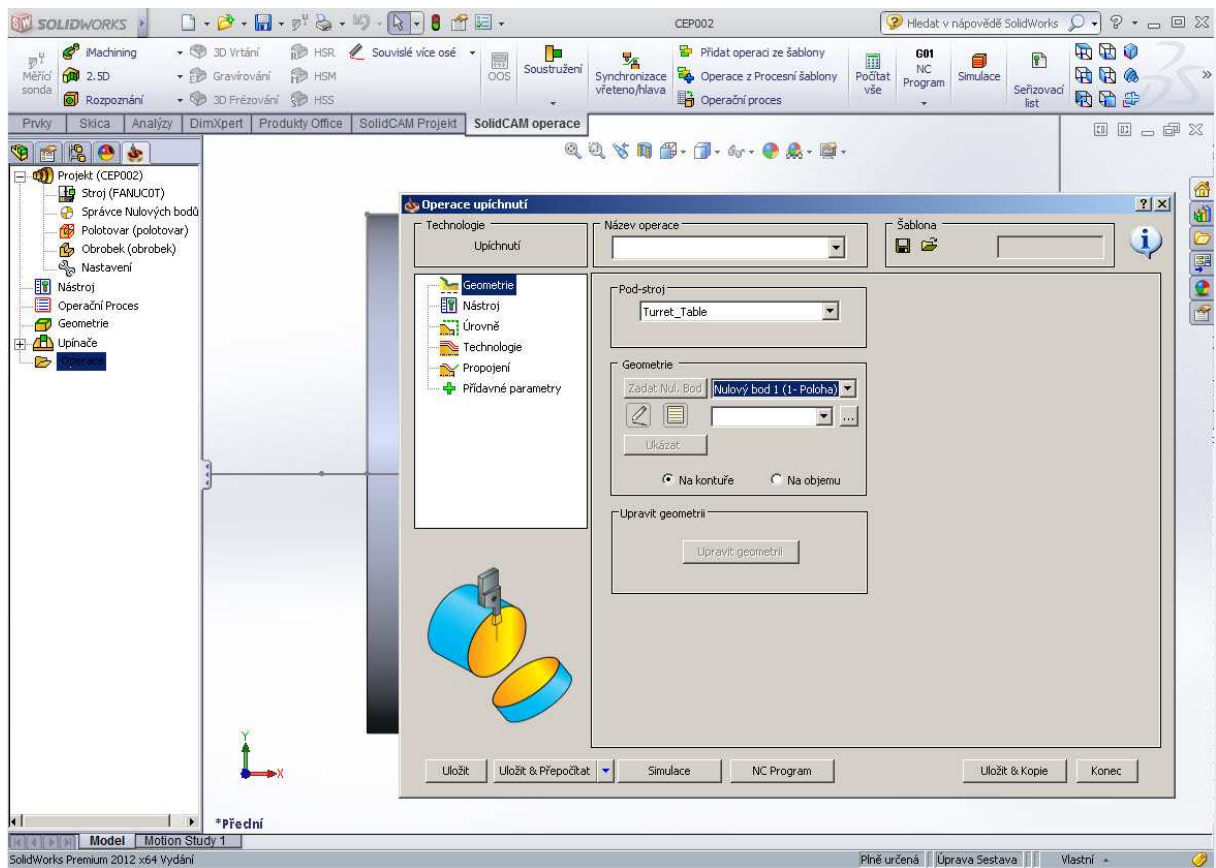 SOLIDWORKS
CEP002
Hledat v nápovědě SolidWorks
Měřící sonda
iMachining
2.5D
Rozpoznání
3D Vrtání
Gravírování
3D Frézování
HSR
HSM
HSS
Souvislé více osé
OOS
Soustružení
Synchronizace vřeteno/hlava
Přidat operaci ze šablony
Operace z Procesní šablony
Operační proces
Počítat vše
G01
NC Program
Simulace
Seřizovací list
Prvky
Skica
Analýzy
DimXpert
Produkty Office
SolidCAM Projekt
SolidCAM operace
Projekt (CEP002)
Stroj (FANUC0T)
Správce Nulových bodů
Polotovar (polotovar)
Obrobek (obrobek)
Nastavení
Nástroj
Operační Proces
Geometrie
Upínače
Operace
Operace upíchnutí
Technologie
Upíchnutí
Název operace
Šablona
Geometrie
Nástroj
Úrovně
Technologie
Propojení
Přídavné parametry
Pod-stroj
Turret_Table
Geometrie
Zadat Nul. Bod
Nulový bod 1 (1- Poloha)
...
Ukázat
Na kontuře
Na objemu
Upravit geometrii
Upravit geometrii
Uložit
Uložit & Přepočítat
Simulace
NC Program
Uložit & Kopie
Konec
Y
X
*Přední
Model
Motion Study 1
SolidWorks Premium 2012 x64 Vydání
Plně určená
Úprava Sestava
Vlastní